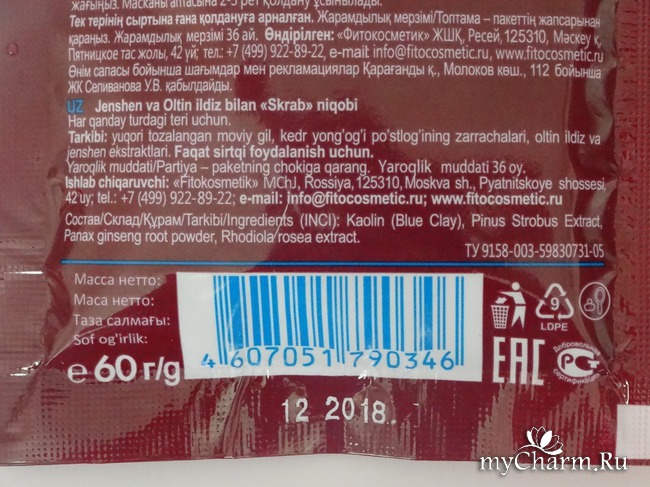 жағыңыз. Масканы аптасына 2-3 рет қолдану ұсынылады.
Тек терінің сыртына ғана қолдануға арналған. Жарамдылық мерзімі/Топтама – пакеттің жапсарынан
қараңыз. Жарамдылық мерзімі 36 ай. Өндірілген: «Фитокосметик» ЖШҚ, Ресей, 125310, Мәскеу қ.,
Пятницкое тас жолы, 42 үй; тел.: +7 (499) 922-89-22, e-mail: info@fitocosmetic.ru; www.fitocosmetic.ru
Өнім сапасы бойынша шағымдар мен рекламациялар Қарағанды қ., Молоков көш., 112 бойынша
ЖК Селиванова У.В. қабылдайды.
UZ Jenshen va Oltin ildiz bilan «Skrab» niqobi
Har qanday turdagi teri uchun.
Tarkibi: yuqori tozalangan moviy gil, kedr yong'og'i po'stlog'ining zarrachalari, oltin ildiz va
jenshen ekstraktlari. Faqat sirtqi foydalanish uchun.
Yaroqlik muddati/Partiya – paketning chokiga qarang. Yaroqlik muddati 36 oy.
Ishlab chiqaruvchi: «Fitokosmetik» MChJ, Rossiya, 125310, Moskva sh., Pyatnitskoye shossesi,
42 uy; tel.: +7 (499) 922-89-22; e-mail: info@fitocosmetic.ru; www.fitocosmetic.ru
Состав/Склад/Құрам/Tarkibi/Ingredients (INCI): Kaolin (Blue Clay), Pinus Strobus Extract,
Panax ginseng root powder, Rhodiola rosea extract.
ТУ 9158-003-59830731-05
Масса нетто:
Маса нетто:
Таза салмағы:
Sof og'irlik:
℮ 60 г/g
4 607051 790346
9
LDPE
EAC
Добровольная
сертификация
12 2018
myCharm.Ru